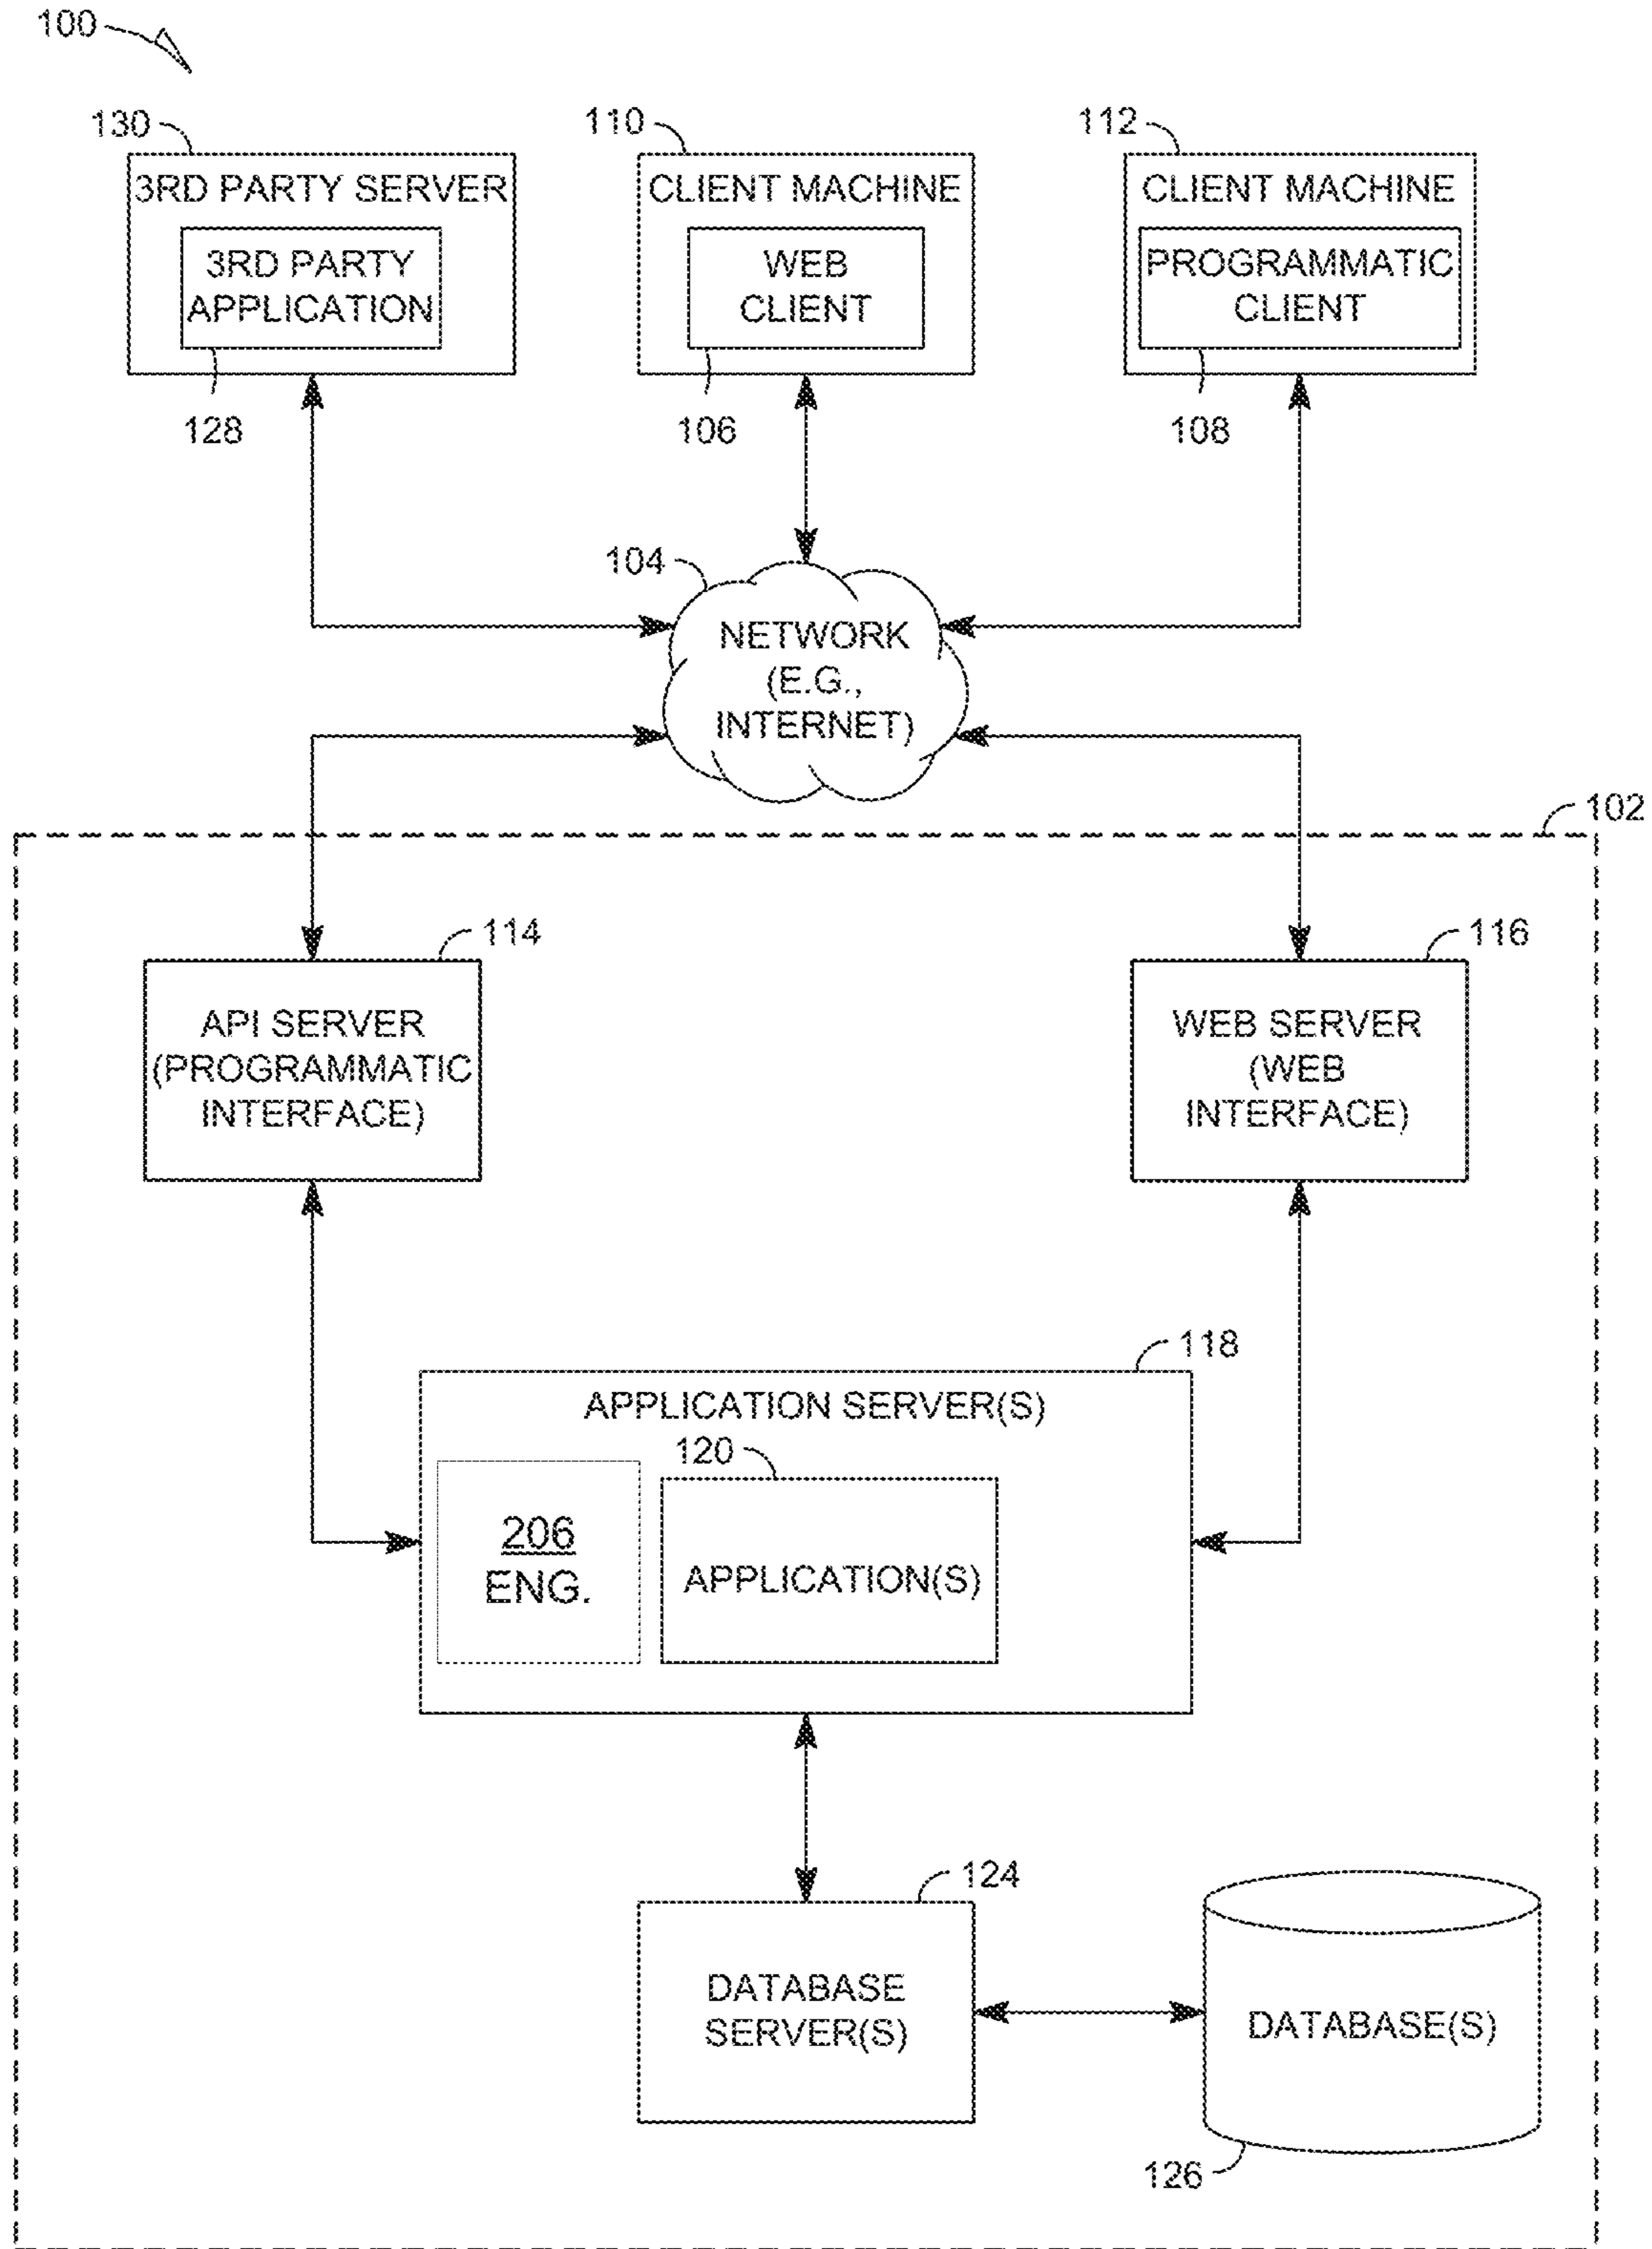 100
130
110
112
3RD PARTY SERVER
3RD PARTY
APPLICATION
128
CLIENT MACHINE
WEB
CLIENT
106
CLIENT MACHINE
PROGRAMMATIC
CLIENT
108
104
NETWORK
(E.G.,
INTERNET)
102
114
API SERVER
(PROGRAMMATIC
INTERFACE)
116
WEB SERVER
(WEB
INTERFACE)
118
APPLICATION SERVER(S)
120
206
ENG.
APPLICATION(S)
124
DATABASE
SERVER(S)
DATABASE(S)
126